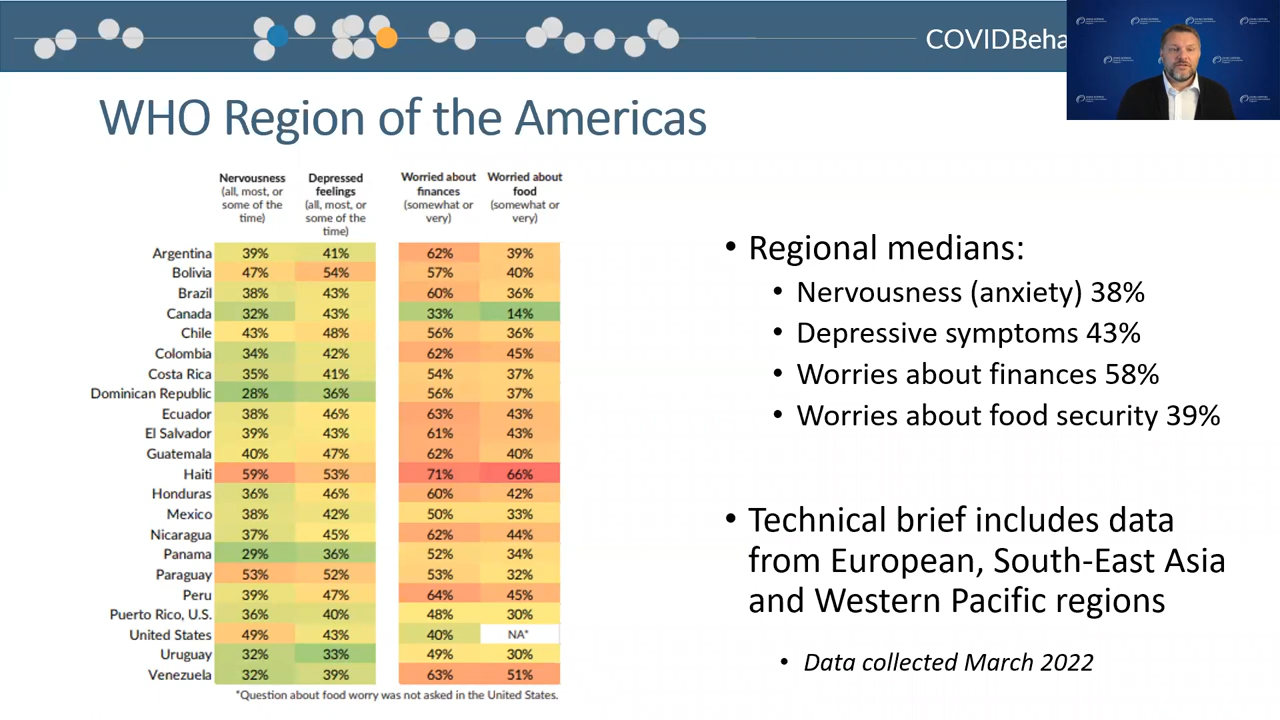 COVIDBeha
WHO Region of the Americas
Nervousness (all, most, or some of the time) Depressed feelings (all, most, or some of the time) Worried about finances (somewhat or very) Worried about food (somewhat or very)
Argentina 39% 41% 62% 39%
Bolivia 47% 54% 57% 40%
Brazil 38% 43% 60% 36%
Canada 32% 43% 33% 14%
Chile 43% 48% 56% 36%
Colombia 34% 42% 62% 45%
Costa Rica 35% 41% 54% 37%
Dominican Republic 28% 36% 56% 37%
Ecuador 38% 46% 63% 43%
El Salvador 39% 43% 61% 43%
Guatemala 40% 47% 62% 40%
Haiti 59% 53% 71% 66%
Honduras 36% 46% 60% 42%
Mexico 38% 42% 50% 33%
Nicaragua 37% 45% 62% 44%
Panama 29% 36% 52% 34%
Paraguay 53% 52% 53% 32%
Peru 39% 47% 64% 45%
Puerto Rico, U.S. 36% 40% 48% 30%
United States 49% 43% 40% NA*
Uruguay 32% 33% 49% 30%
Venezuela 32% 39% 63% 51%
*Question about food worry was not asked in the United States.
• Regional medians:
• Nervousness (anxiety) 38%
• Depressive symptoms 43%
• Worries about finances 58%
• Worries about food security 39%
• Technical brief includes data
from European, South-East Asia
and Western Pacific regions
• Data collected March 2022